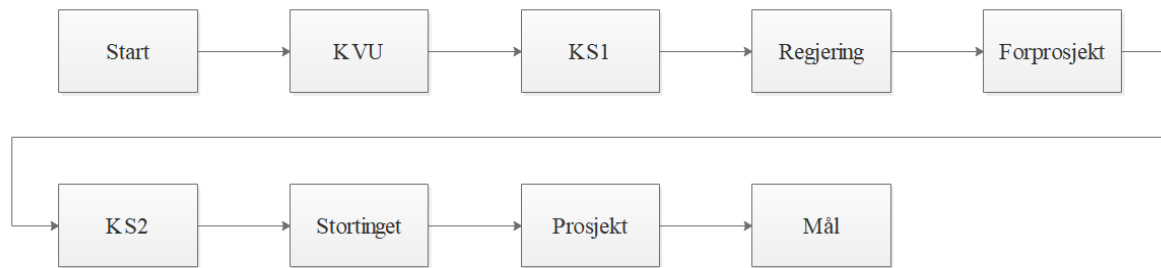 Start
KVU
KS1
Regjering
Forprosjekt
KS2
Stortinget
Prosjekt
Mål